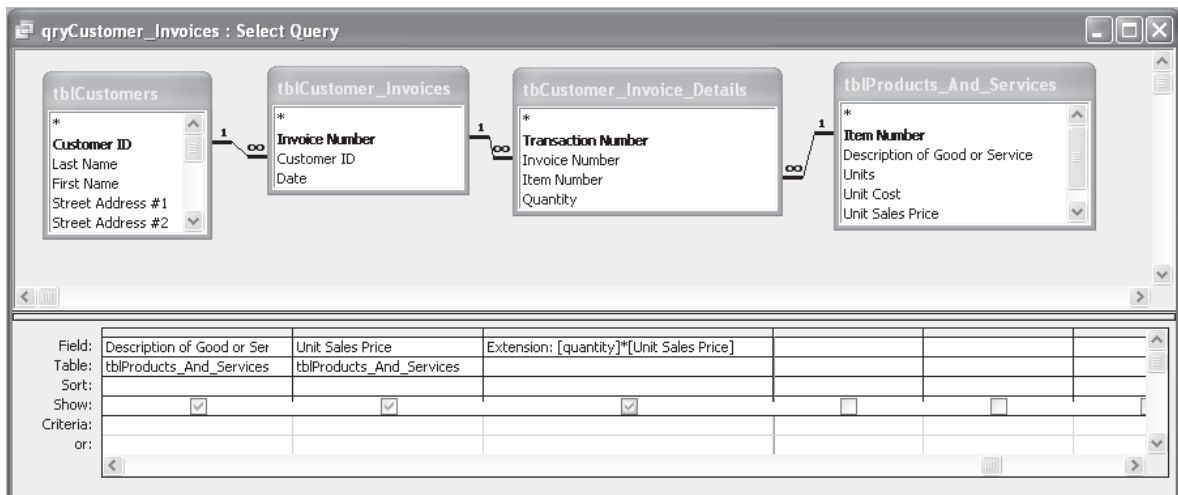 qryCustomer_Invoices : Select Query
tblCustomers
*
Customer ID
Last Name
First Name
Street Address #1
Street Address #2
1
∞
tblCustomer_Invoices
*
Invoice Number
Customer ID
Date
1
∞
tbCustomer_Invoice_Details
*
Transaction Number
Invoice Number
Item Number
Quantity
1
∞
tblProducts_And_Services
*
Item Number
Description of Good or Service
Units
Unit Cost
Unit Sales Price
Field: Description of Good or Ser Unit Sales Price Extension: [quantity]*[Unit Sales Price]
Table: tblProducts_And_Services tblProducts_And_Services
Sort:
Show:
Criteria:
or: